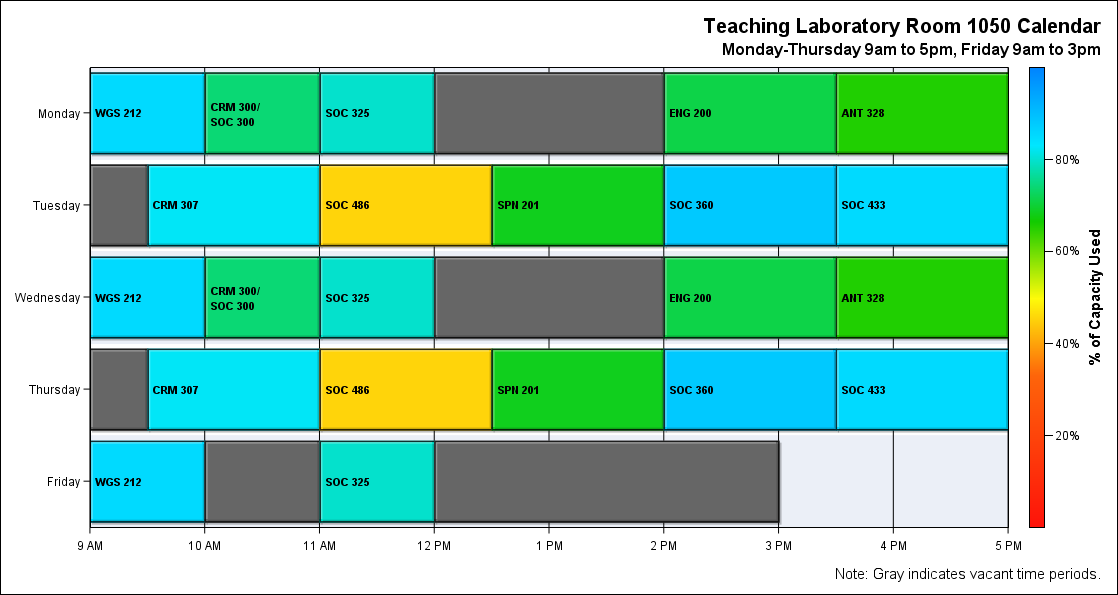 Teaching Laboratory Room 1050 Calendar
Monday-Thursday 9am to 5pm, Friday 9am to 3pm
Monday
WGS 212
CRM 300/
SOC 300
SOC 325
ENG 200
ANT 328
Tuesday
CRM 307
SOC 486
SPN 201
SOC 360
SOC 433
Wednesday
WGS 212
CRM 300/
SOC 300
SOC 325
ENG 200
ANT 328
Thursday
CRM 307
SOC 486
SPN 201
SOC 360
SOC 433
Friday
WGS 212
SOC 325
9 AM
10 AM
11 AM
12 PM
1 PM
2 PM
3 PM
4 PM
5 PM
80%
60%
40%
20%
% of Capacity Used
Note: Gray indicates vacant time periods.